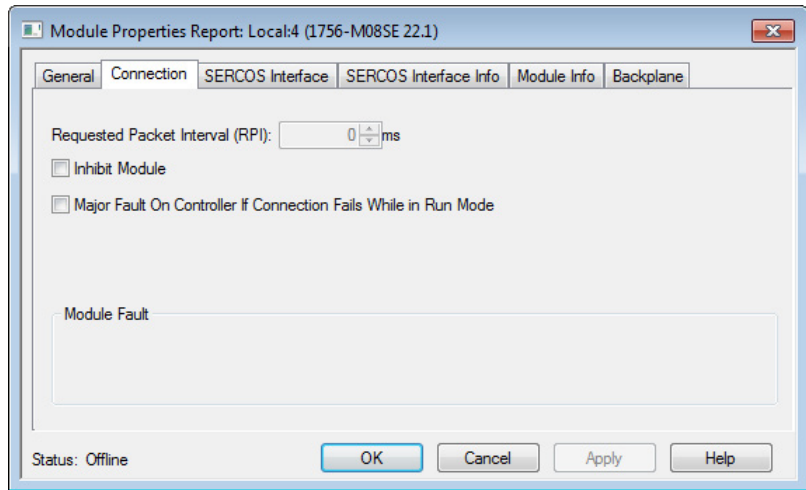 Module Properties Report: Local:4 (1756-M08SE 22.1)
General Connection SERCOS Interface SERCOS Interface Info Module Info Backplane
Requested Packet Interval (RPI): 0 ms
Inhibit Module
Major Fault On Controller If Connection Fails While in Run Mode
Module Fault
Status: Offline OK Cancel Apply Help